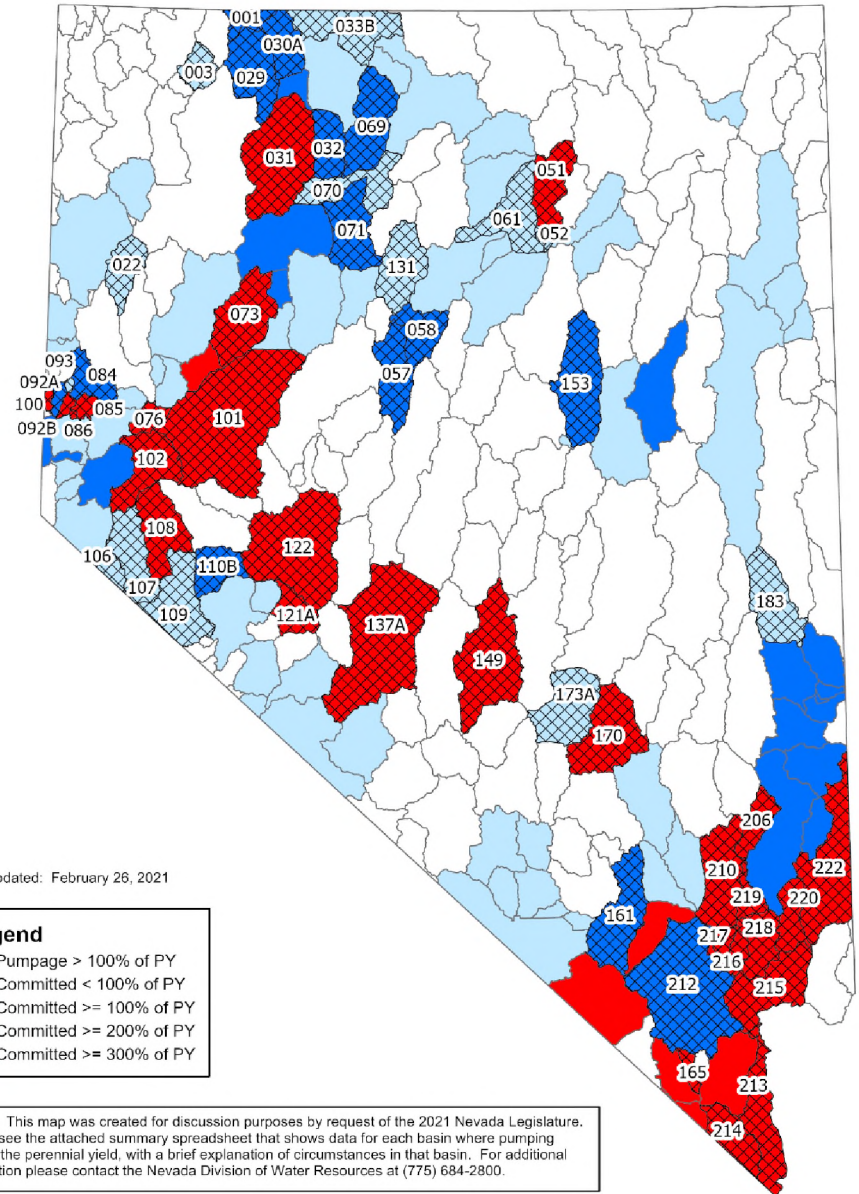 001
033B
030A
003
029
069
032
031
051
070
061
071
052
022
131
073
058
093
084
092A
057
153
100
085
076
101
092B
086
102
108
122
106
110B
107
183
109
121A
137A
149
173A
170
206
pdated: February 26, 2021
210
222
219
220
161
218
217
gend
216
Pumpage > 100% of PY
212
215
Committed < 100% of PY
Committed >= 100% of PY
Committed >= 200% of PY
Committed >= 300% of PY
165
213
214
This map was created for discussion purposes by request of the 2021 Nevada Legislature.
see the attached summary spreadsheet that shows data for each basin where pumping
the perennial yield, with a brief explanation of circumstances in that basin. For additional
tion please contact the Nevada Division of Water Resources at (775) 684-2800.